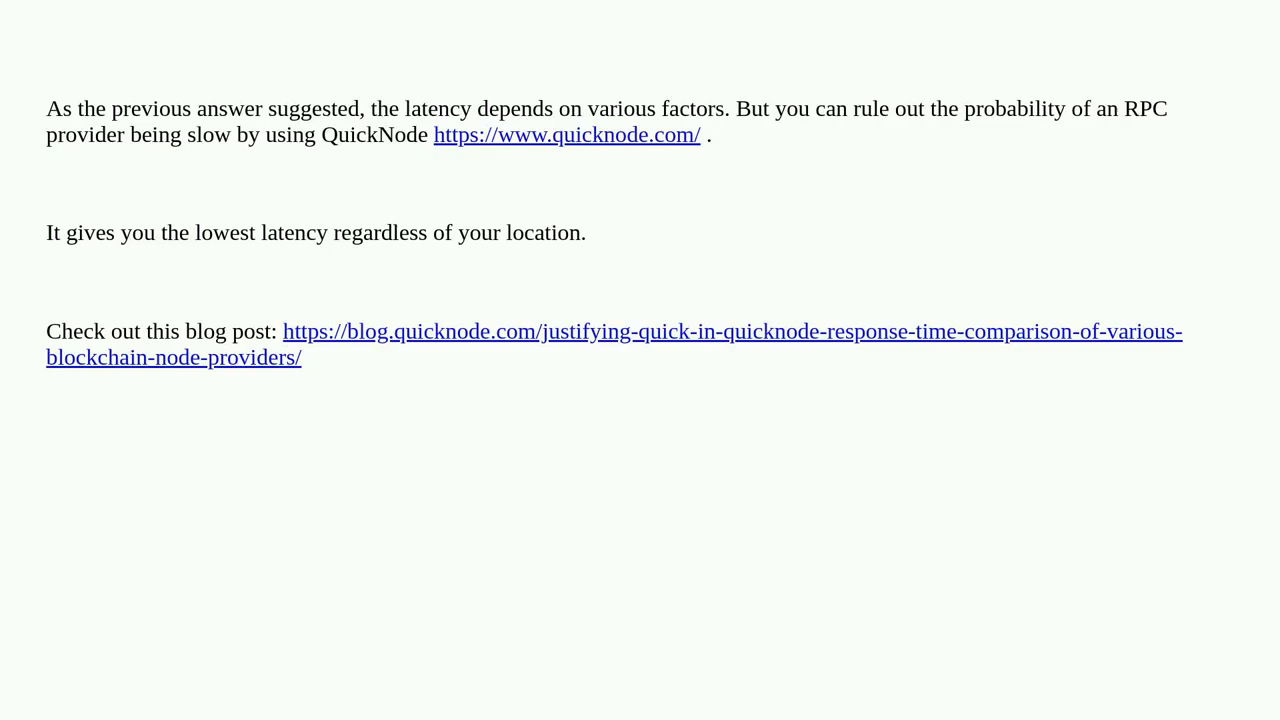 As the previous answer suggested, the latency depends on various factors. But you can rule out the probability of an RPC
provider being slow by using QuickNode https://www.quicknode.com/ .
It gives you the lowest latency regardless of your location.
Check out this blog post: https://blog.quicknode.com/justifying-quick-in-quicknode-response-time-comparison-of-various-
blockchain-node-providers/